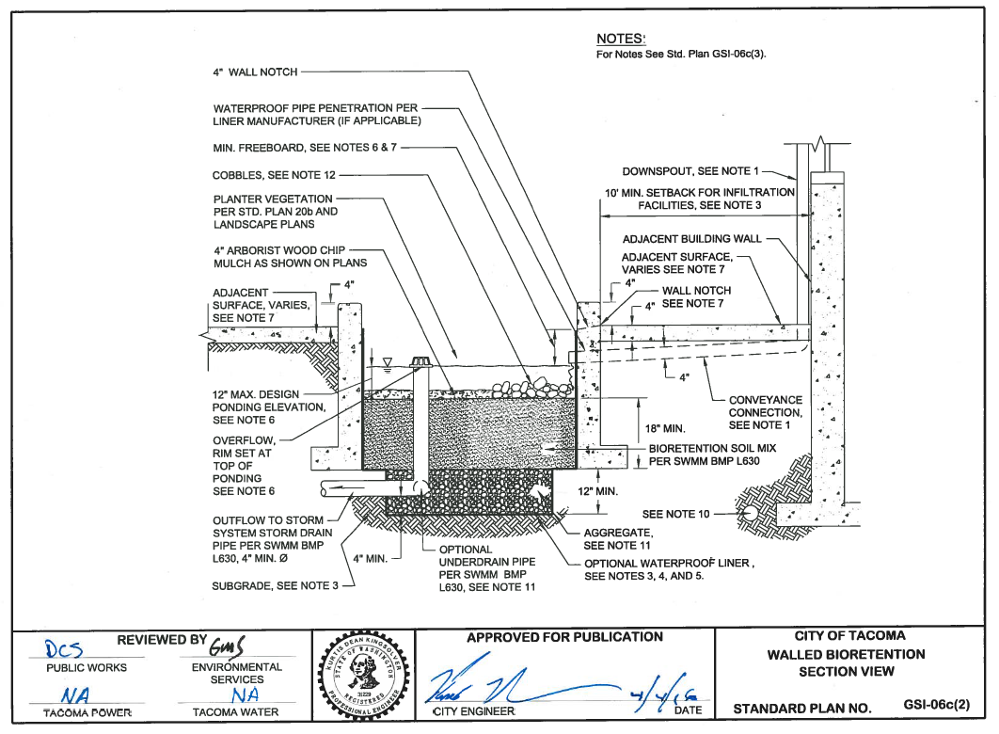 NOTES:
For Notes See Std. Plan GSI-06c(3).
4" WALL NOTCH
WATERPROOF PIPE PENETRATION PER
LINER MANUFACTURER (IF APPLICABLE)
MIN. FREEBOARD, SEE NOTES 6 & 7
COBBLES, SEE NOTE 12
PLANTER VEGETATION
PER STD. PLAN 20b AND
LANDSCAPE PLANS
4" ARBORIST WOOD CHIP
MULCH AS SHOWN ON PLANS
4"
ADJACENT
SURFACE, VARIES,
SEE NOTE 7
12" MAX. DESIGN
PONDING ELEVATION,
SEE NOTE 6
OVERFLOW,
RIM SET AT
TOP OF
PONDING
SEE NOTE 6
OUTFLOW TO STORM
SYSTEM STORM DRAIN
PIPE PER SWMM BMP
L630, 4" MIN. Ø
SUBGRADE, SEE NOTE 3
4" MIN.
OPTIONAL
UNDERDRAIN PIPE
PER SWMM BMP
L630, SEE NOTE 11
DOWNSPOUT, SEE NOTE 1
10' MIN. SETBACK FOR INFILTRATION
FACILITIES, SEE NOTE 3
ADJACENT BUILDING WALL
ADJACENT SURFACE,
VARIES SEE NOTE 7
4"
WALL NOTCH
SEE NOTE 7
4"
4"
CONVEYANCE
CONNECTION,
SEE NOTE 1
18" MIN.
BIORETENTION SOIL MIX
PER SWMM BMP L630
12" MIN.
SEE NOTE 10
AGGREGATE,
SEE NOTE 11
OPTIONAL WATERPROOF LINER,
SEE NOTES 3, 4, AND 5.
REVIEWED BY
DCS
PUBLIC WORKS
GMS
ENVIRONMENTAL
SERVICES
NA
TACOMA POWER
NA
TACOMA WATER
KURTIS DEAN KINGSOLVER
STATE OF WASHINGTON
31229
REGISTERED
PROFESSIONAL ENGINEER
APPROVED FOR PUBLICATION
CITY ENGINEER
DATE
CITY OF TACOMA
WALLED BIORETENTION
SECTION VIEW
STANDARD PLAN NO. GSI-06c(2)